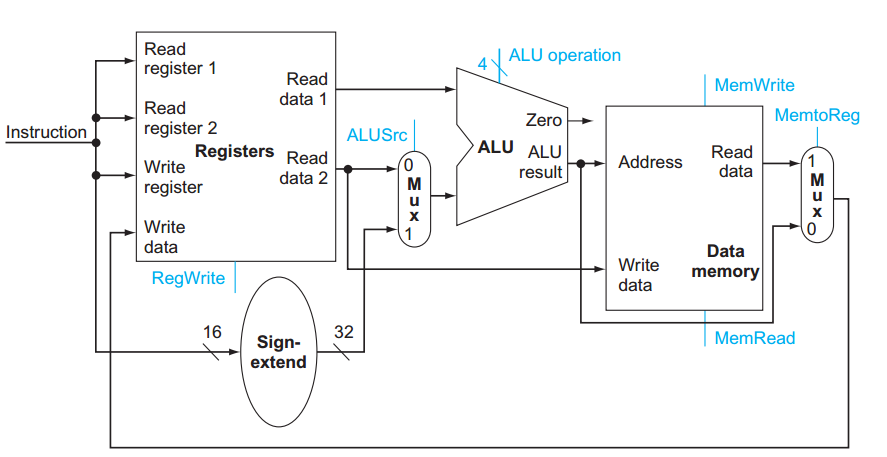 Instruction
Read
register 1
Read
register 2
Registers
Write
register
Write
data
Read
data 1
Read
data 2
RegWrite
16
Sign-
extend
32
ALUSrc
0
M
u
x
1
4
ALU operation
Zero
ALU
ALU
result
MemWrite
Address
Read
data
Write
data
Data
memory
MemRead
MemtoReg
1
M
u
x
0